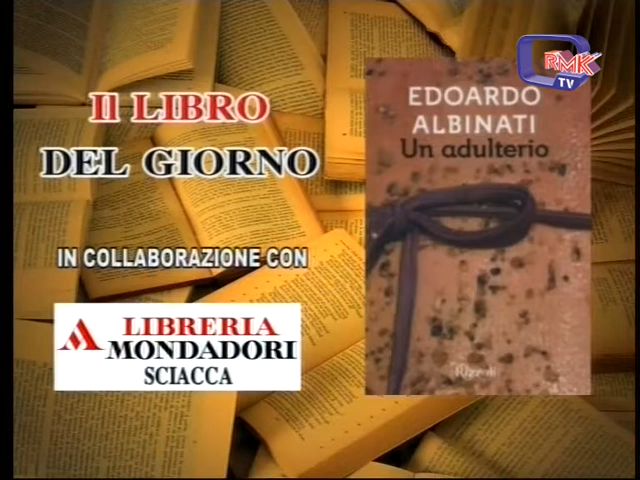 Il LIBRO
DEL GIORNO
IN COLLABORAZIONE CON
LIBRERIA
MONDADORI
SCIACCA
RMK
TV
EDOARDO
ALBINATI
Un adulterio
Rizzoli